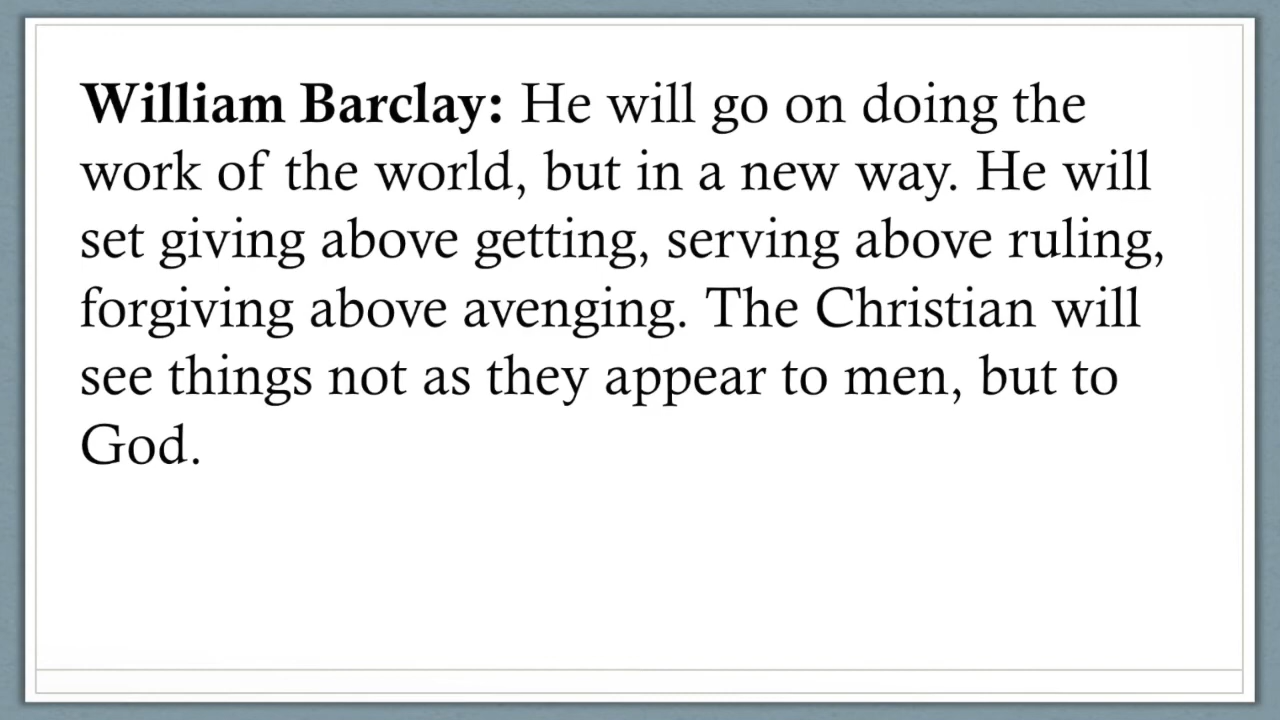 William Barclay: He will go on doing the
work of the world, but in a new way. He will
set giving above getting, serving above ruling,
forgiving above avenging. The Christian will
see things not as they appear to men, but to
God.